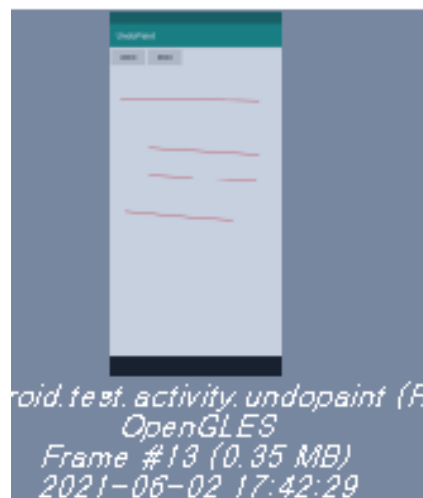 UndoPaint
roid.test.activity.undopaint (F
OpenGLES
Frame #13 (0.35 MB)
2021-06-02 17:42:29